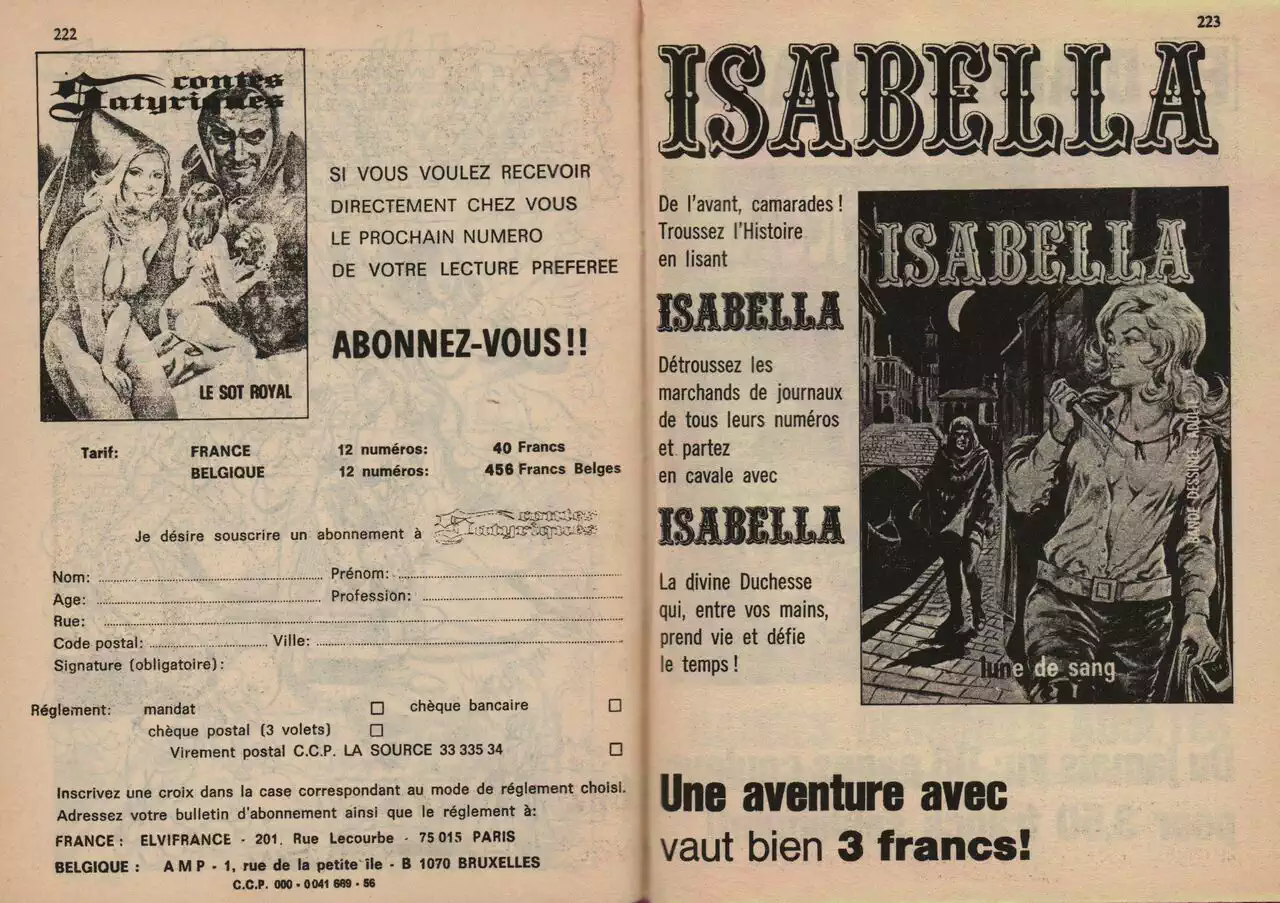 222
contes
Satyriques
LE SOT ROYAL
SI VOUS VOULEZ RECEVOIR
DIRECTEMENT CHEZ VOUS
LE PROCHAIN NUMERO
DE VOTRE LECTURE PREFEREE
ABONNEZ-VOUS!!
Tarif: FRANCE 12 numéros: 40 Francs
BELGIQUE 12 numéros: 456 Francs Belges
Je désire souscrire un abonnement à contes Satyriques
Nom: Prénom:
Age: Profession:
Rue:
Code postal: Ville:
Signature (obligatoire):
Réglement: mandat □ chèque bancaire □
chèque postal (3 volets) □
Virement postal C.C.P. LA SOURCE 33 335 34 □
Inscrivez une croix dans la case correspondant au mode de réglement choisi.
Adressez votre bulletin d'abonnement ainsi que le réglement à:
FRANCE: ELVIFRANCE - 201. Rue Lecourbe - 75 015 PARIS
BELGIQUE: A M P - 1, rue de la petite île - B 1070 BRUXELLES
C.C.P. 000 - 0041 669 - 56
223
ISABELLA
De l'avant, camarades!
Troussez l'Histoire
en lisant
ISABELLA
Détroussez les
marchands de journaux
de tous leurs numéros
et partez
en cavale avec
ISABELLA
La divine Duchesse
qui, entre vos mains,
prend vie et défie
le temps!
ISABELLA
BANDE DESSINEE ADULTE
lune de sang
Une aventure avec
vaut bien 3 francs!